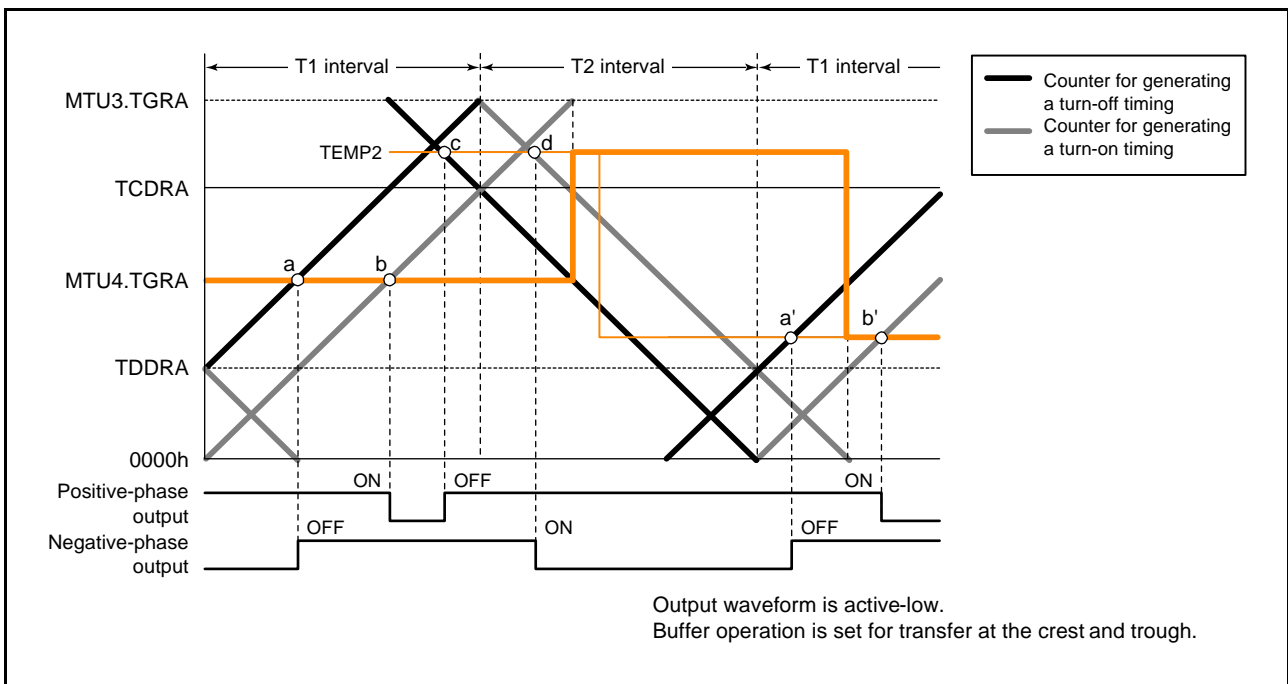 T1 interval
T2 interval
T1 interval
Counter for generating
a turn-off timing
Counter for generating
a turn-on timing
MTU3.TGRA
TEMP2
c
d
TCDRA
MTU4.TGRA
a
b
a'
b'
TDDRA
0000h
Positive-phase
output
ON
OFF
ON
Negative-phase
output
OFF
ON
OFF
Output waveform is active-low.
Buffer operation is set for transfer at the crest and trough.